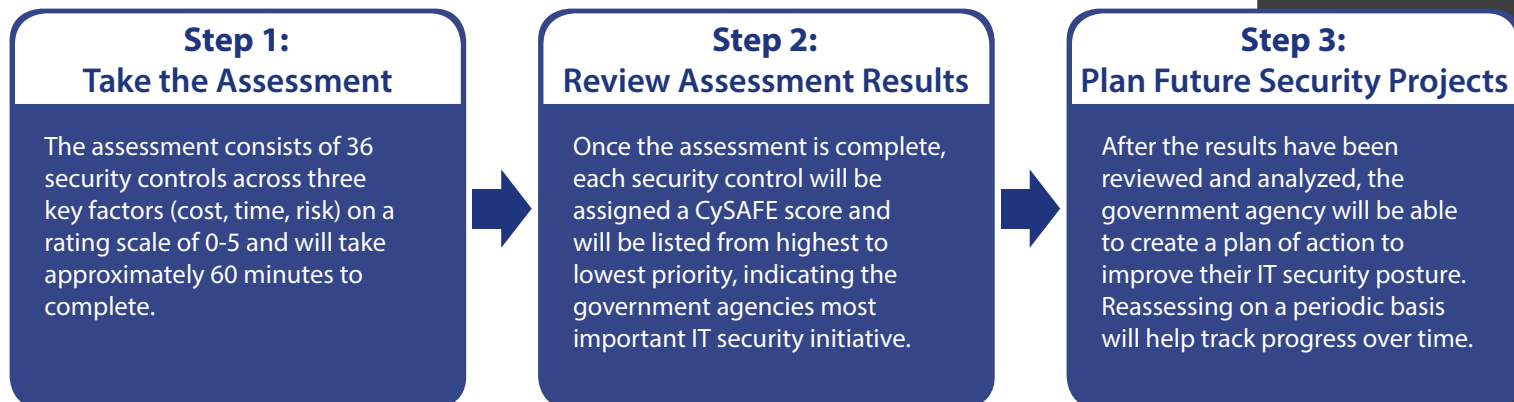 Step 1:
Take the Assessment
The assessment consists of 36
security controls across three
key factors (cost, time, risk) on a
rating scale of 0-5 and will take
approximately 60 minutes to
complete.
Step 2:
Review Assessment Results
Once the assessment is complete,
each security control will be
assigned a CySAFE score and
will be listed from highest to
lowest priority, indicating the
government agencies most
important IT security initiative.
Step 3:
Plan Future Security Projects
After the results have been
reviewed and analyzed, the
government agency will be able
to create a plan of action to
improve their IT security posture.
Reassessing on a periodic basis
will help track progress over time.